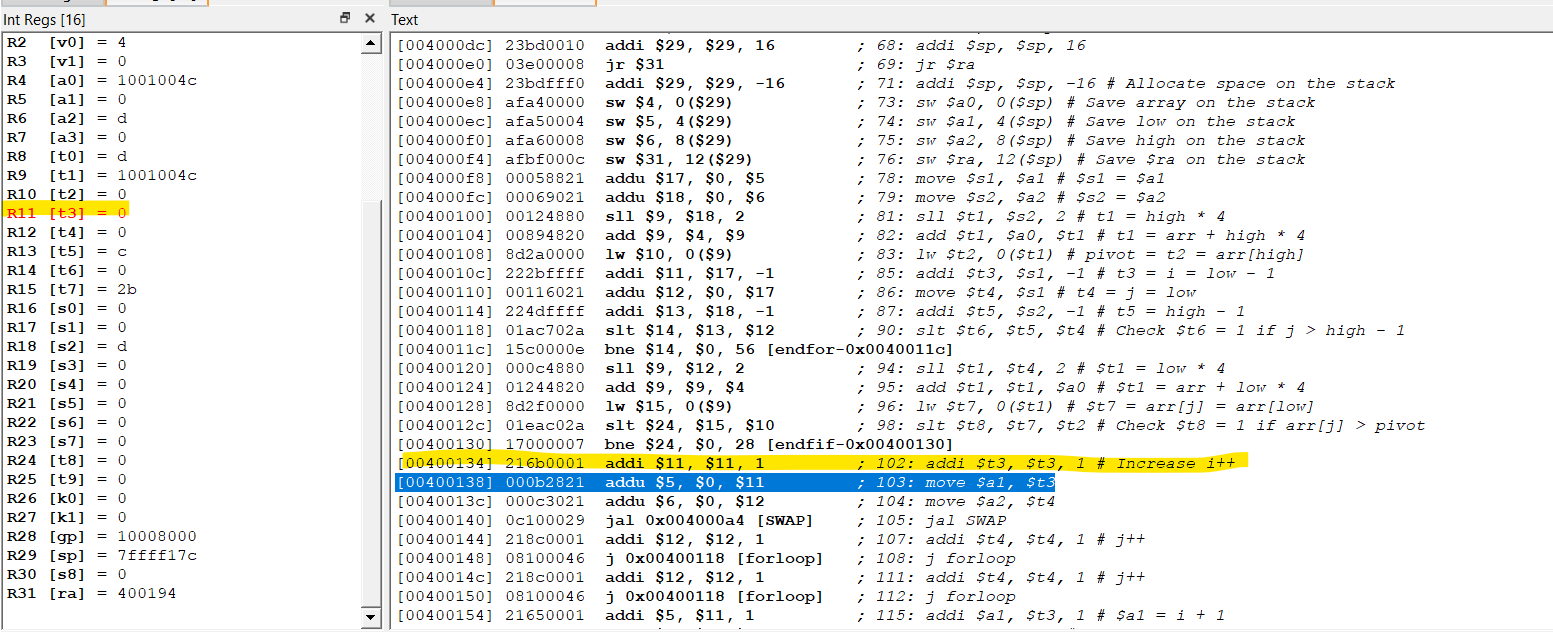 Int Regs [16]
R2 [v0] = 4
R3 [v1] = 0
R4 [a0] = 1001004c
R5 [a1] = 0
R6 [a2] = d
R7 [a3] = 0
R8 [t0] = d
R9 [t1] = 1001004c
R10 [t2] = 0
R11 [t3] = 0
R12 [t4] = 0
R13 [t5] = c
R14 [t6] = 0
R15 [t7] = 2b
R16 [s0] = 0
R17 [s1] = 0
R18 [s2] = d
R19 [s3] = 0
R20 [s4] = 0
R21 [s5] = 0
R22 [s6] = 0
R23 [s7] = 0
R24 [t8] = 0
R25 [t9] = 0
R26 [k0] = 0
R27 [k1] = 0
R28 [gp] = 10008000
R29 [sp] = 7ffff17c
R30 [s8] = 0
R31 [ra] = 400194
Text
[004000dc] 23bd0010 addi $29, $29, 16 ; 68: addi $sp, $sp, 16
[004000e0] 03e00008 jr $31 ; 69: jr $ra
[004000e4] 23bdfff0 addi $29, $29, -16 ; 71: addi $sp, $sp, -16 # Allocate space on the stack
[004000e8] afa40000 sw $4, 0($29) ; 73: sw $a0, 0($sp) # Save array on the stack
[004000ec] afa50004 sw $5, 4($29) ; 74: sw $a1, 4($sp) # Save low on the stack
[004000f0] afa60008 sw $6, 8($29) ; 75: sw $a2, 8($sp) # Save high on the stack
[004000f4] afbf000c sw $31, 12($29) ; 76: sw $ra, 12($sp) # Save $ra on the stack
[004000f8] 00058821 addu $17, $0, $5 ; 78: move $s1, $a1 # $s1 = $a1
[004000fc] 00069021 addu $18, $0, $6 ; 79: move $s2, $a2 # $s2 = $a2
[00400100] 00124880 sll $9, $18, 2 ; 81: sll $t1, $s2, 2 # t1 = high * 4
[00400104] 00894820 add $9, $4, $9 ; 82: add $t1, $a0, $t1 # t1 = arr + high * 4
[00400108] 8d2a0000 lw $10, 0($9) ; 83: lw $t2, 0($t1) # pivot = t2 = arr[high]
[0040010c] 222bffff addi $11, $17, -1 ; 85: addi $t3, $s1, -1 # t3 = i = low - 1
[00400110] 00116021 addu $12, $0, $17 ; 86: move $t4, $s1 # t4 = j = low
[00400114] 224dffff addi $13, $18, -1 ; 87: addi $t5, $s2, -1 # t5 = high - 1
[00400118] 01ac702a slt $14, $13, $12 ; 90: slt $t6, $t5, $t4 # Check $t6 = 1 if j > high - 1
[0040011c] 15c0000e bne $14, $0, 56 [endfor-0x0040011c]
[00400120] 000c4880 sll $9, $12, 2 ; 94: sll $t1, $t4, 2 # $t1 = low * 4
[00400124] 01244820 add $9, $9, $4 ; 95: add $t1, $t1, $a0 # $t1 = arr + low * 4
[00400128] 8d2f0000 lw $15, 0($9) ; 96: lw $t7, 0($t1) # $t7 = arr[j] = arr[low]
[0040012c] 01eac02a slt $24, $15, $10 ; 98: slt $t8, $t7, $t2 # Check $t8 = 1 if arr[j] > pivot
[00400130] 17000007 bne $24, $0, 28 [endfif-0x00400130]
[00400134] 216b0001 addi $11, $11, 1 ; 102: addi $t3, $t3, 1 # Increase i++
[00400138] 000b2821 addu $5, $0, $11 ; 103: move $a1, $t3
[0040013c] 000c3021 addu $6, $0, $12 ; 104: move $a2, $t4
[00400140] 0c100029 jal 0x004000a4 [SWAP] ; 105: jal SWAP
[00400144] 218c0001 addi $12, $12, 1 ; 107: addi $t4, $t4, 1 # j++
[00400148] 08100046 j 0x00400118 [forloop] ; 108: j forloop
[0040014c] 218c0001 addi $12, $12, 1 ; 111: addi $t4, $t4, 1 # j++
[00400150] 08100046 j 0x00400118 [forloop] ; 112: j forloop
[00400154] 21650001 addi $5, $11, 1 ; 115: addi $a1, $t3, 1 # $a1 = i + 1